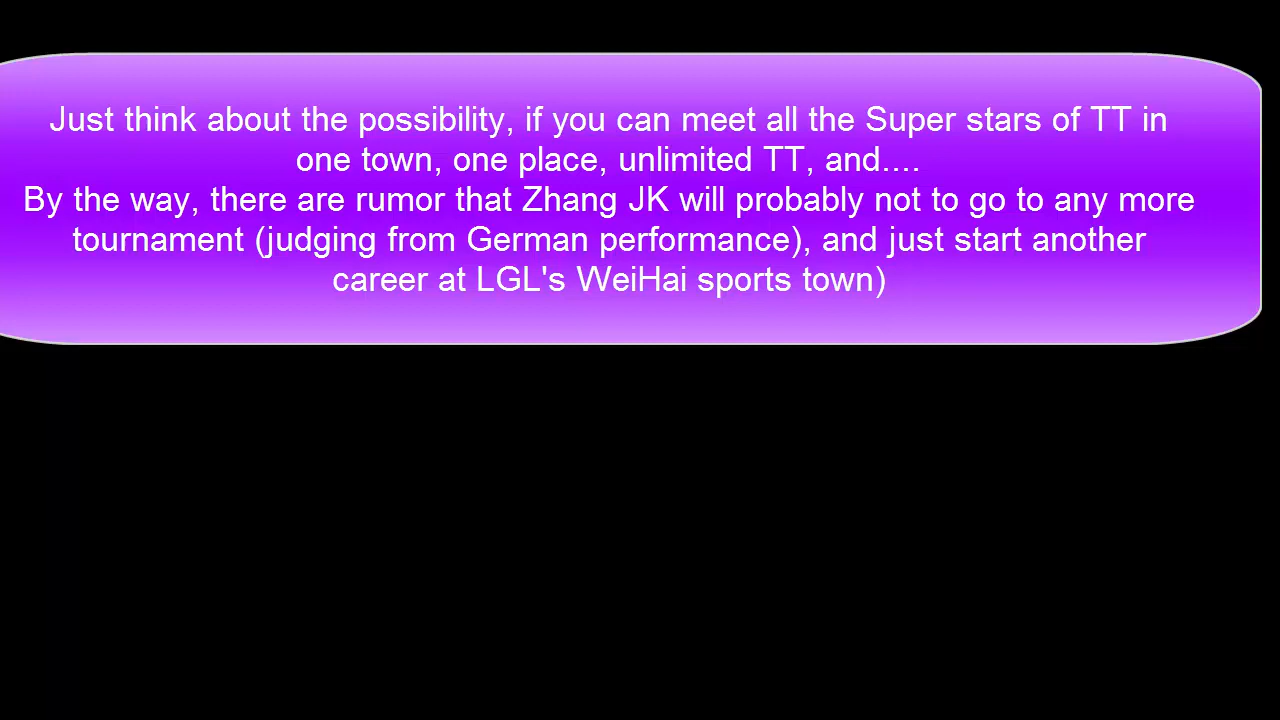 Just think about the possibility, if you can meet all the Super stars of TT in
one town, one place, unlimited TT, and....
By the way, there are rumor that Zhang JK will probably not to go to any more
tournament (judging from German performance), and just start another
career at LGL's WeiHai sports town)